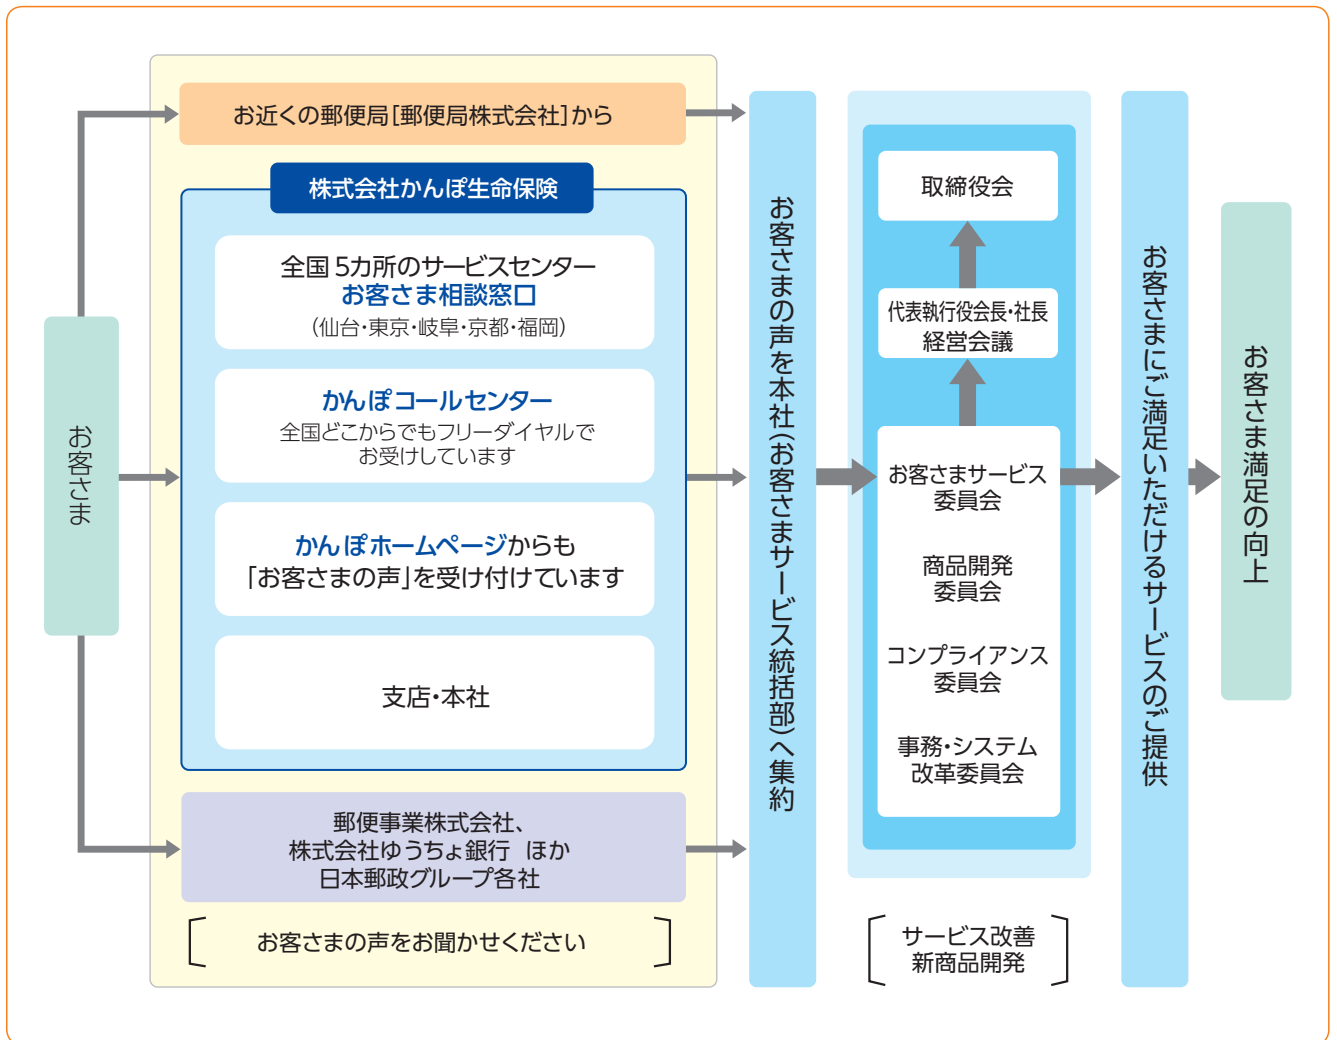 お客さま
お近くの郵便局[郵便局株式会社]から
株式会社かんぽ生命保険
全国5カ所のサービスセンター
お客さま相談窓口
(仙台・東京・岐阜・京都・福岡)
かんぽコールセンター
全国どこからでもフリーダイヤルで
お受けしています
かんぽホームページからも
「お客さまの声」を受け付けています
支店・本社
郵便事業株式会社、
株式会社ゆうちょ銀行 ほか
日本郵政グループ各社
お客さまの声をお聞かせください
お客さまの声を本社(お客さまサービス統括部)へ集約
取締役会
代表執行役会長・社長
経営会議
お客さまサービス
委員会
商品開発
委員会
コンプライアンス
委員会
事務・システム
改革委員会
サービス改善
新商品開発
お客さまにご満足いただけるサービスのご提供
お客さま満足の向上